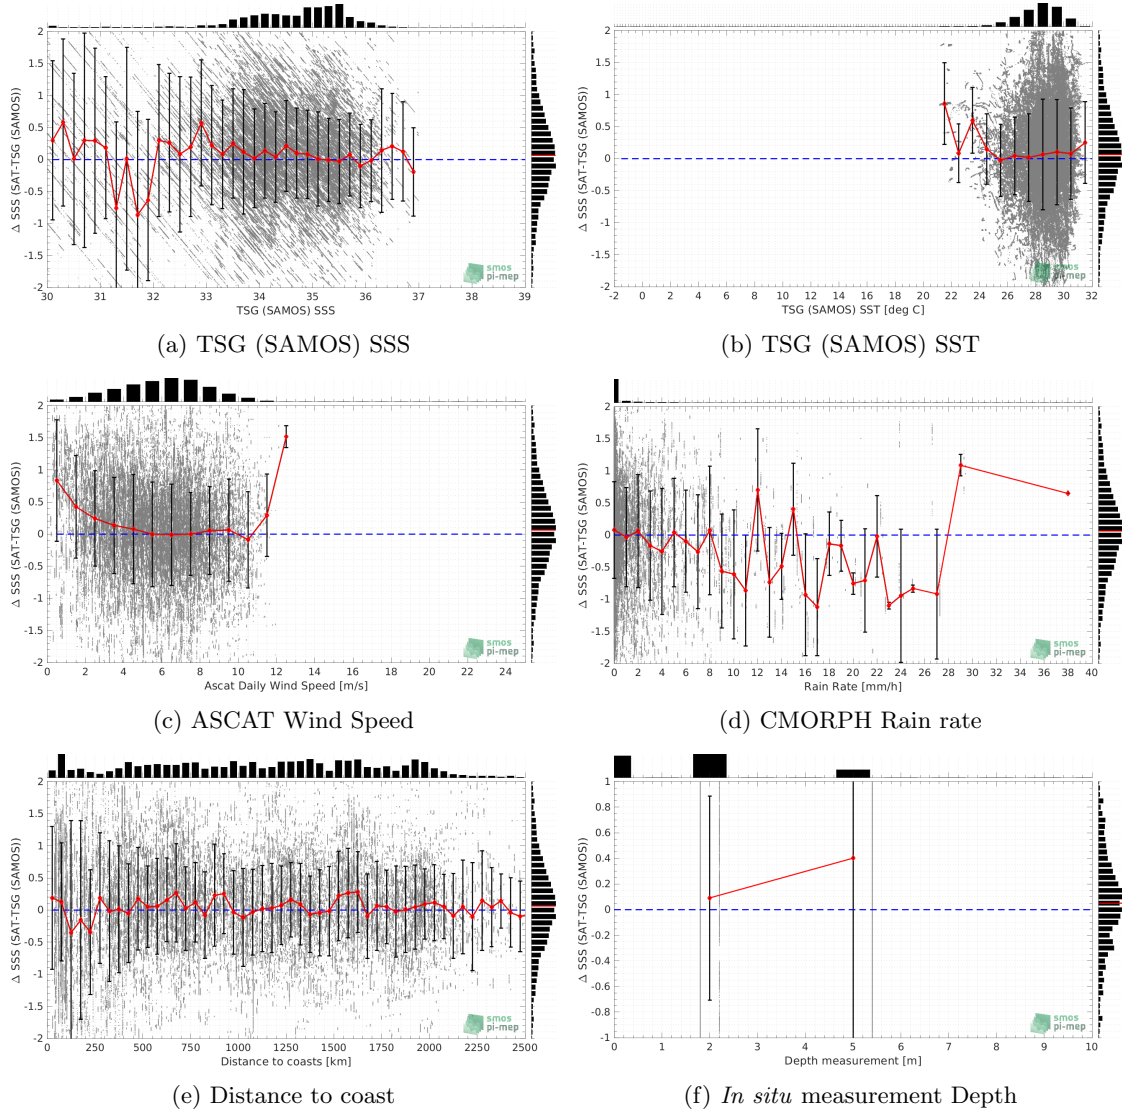 2
1.5
1
0.5
0
-0.5
-1
-1.5
-2
Δ SSS (SAT-TSG (SAMOS))
30 31 32 33 34 35 36 37 38 39
TSG (SAMOS) SSS
smos
pi-mep
(a) TSG (SAMOS) SSS
2
1.5
1
0.5
0
-0.5
-1
-1.5
-2
Δ SSS (SAT-TSG (SAMOS))
-2 0 2 4 6 8 10 12 14 16 18 20 22 24 26 28 30 32
TSG (SAMOS) SST [deg C]
smos
pi-mep
(b) TSG (SAMOS) SST
2
1.5
1
0.5
0
-0.5
-1
-1.5
-2
Δ SSS (SAT-TSG (SAMOS))
0 2 4 6 8 10 12 14 16 18 20 22 24
Ascat Daily Wind Speed [m/s]
smos
pi-mep
(c) ASCAT Wind Speed
2
1.5
1
0.5
0
-0.5
-1
-1.5
-2
Δ SSS (SAT-TSG (SAMOS))
0 2 4 6 8 10 12 14 16 18 20 22 24 26 28 30 32 34 36 38 40
Rain Rate [mm/h]
smos
pi-mep
(d) CMORPH Rain rate
2
1.5
1
0.5
0
-0.5
-1
-1.5
-2
Δ SSS (SAT-TSG (SAMOS))
0 250 500 750 1000 1250 1500 1750 2000 2250 2500
Distance to coasts [km]
smos
pi-mep
(e) Distance to coast
1
0.8
0.6
0.4
0.2
0
-0.2
-0.4
-0.6
-0.8
-1
Δ SSS (SAT-TSG (SAMOS))
0 1 2 3 4 5 6 7 8 9 10
Depth measurement [m]
smos
pi-mep
(f) In situ measurement Depth